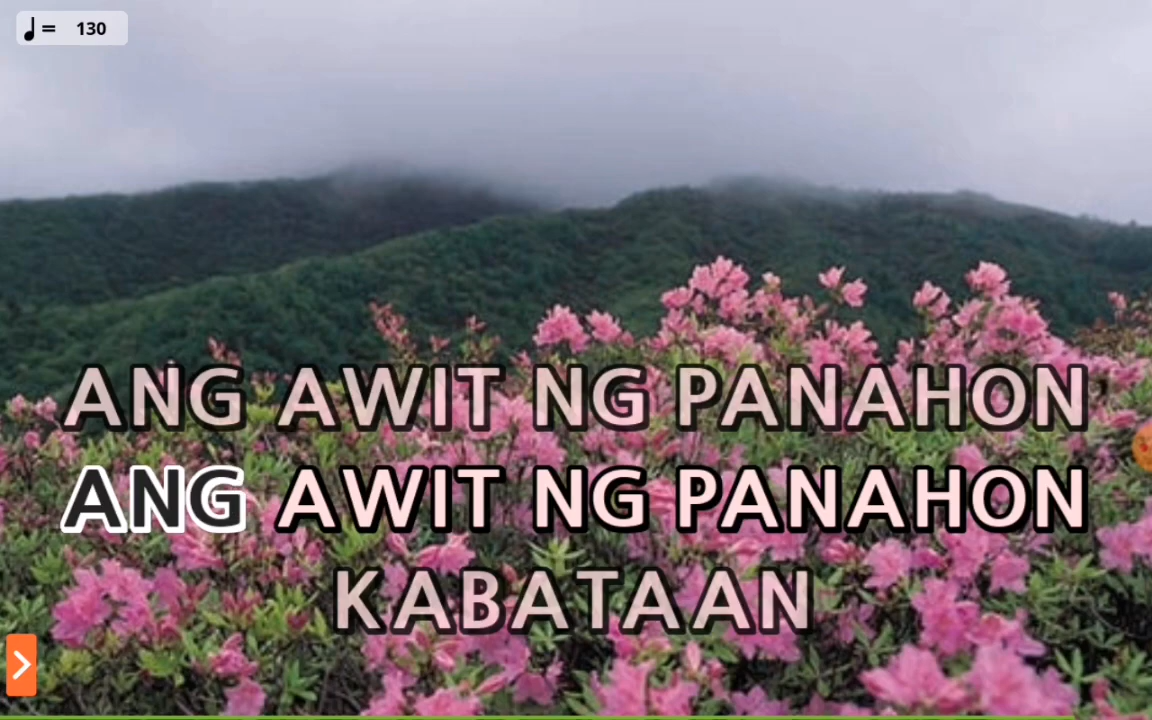 ♩ = 130
ANG AWIT NG PANAHON
ANG AWIT NG PANAHON
KABATAAN